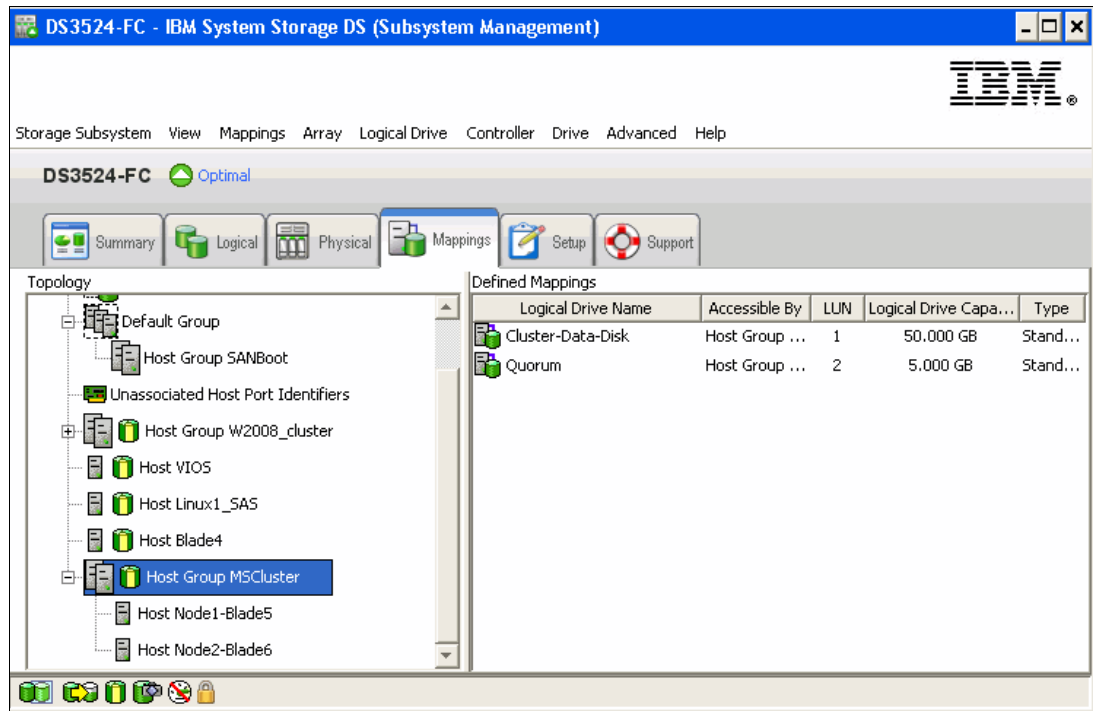 DS3524-FC - IBM System Storage DS (Subsystem Management)
IBM®
Storage Subsystem View Mappings Array Logical Drive Controller Drive Advanced Help
DS3524-FC Optimal
Summary Logical Physical Mappings Setup Support
Topology
Default Group
Host Group SANBoot
Unassociated Host Port Identifiers
Host Group W2008_cluster
Host VIOS
Host Linux1_SAS
Host Blade4
Host Group MSCluster
Host Node1-Blade5
Host Node2-Blade6
Defined Mappings
Logical Drive Name Accessible By LUN Logical Drive Capa... Type
Cluster-Data-Disk Host Group ... 1 50.000 GB Stand...
Quorum Host Group ... 2 5.000 GB Stand...